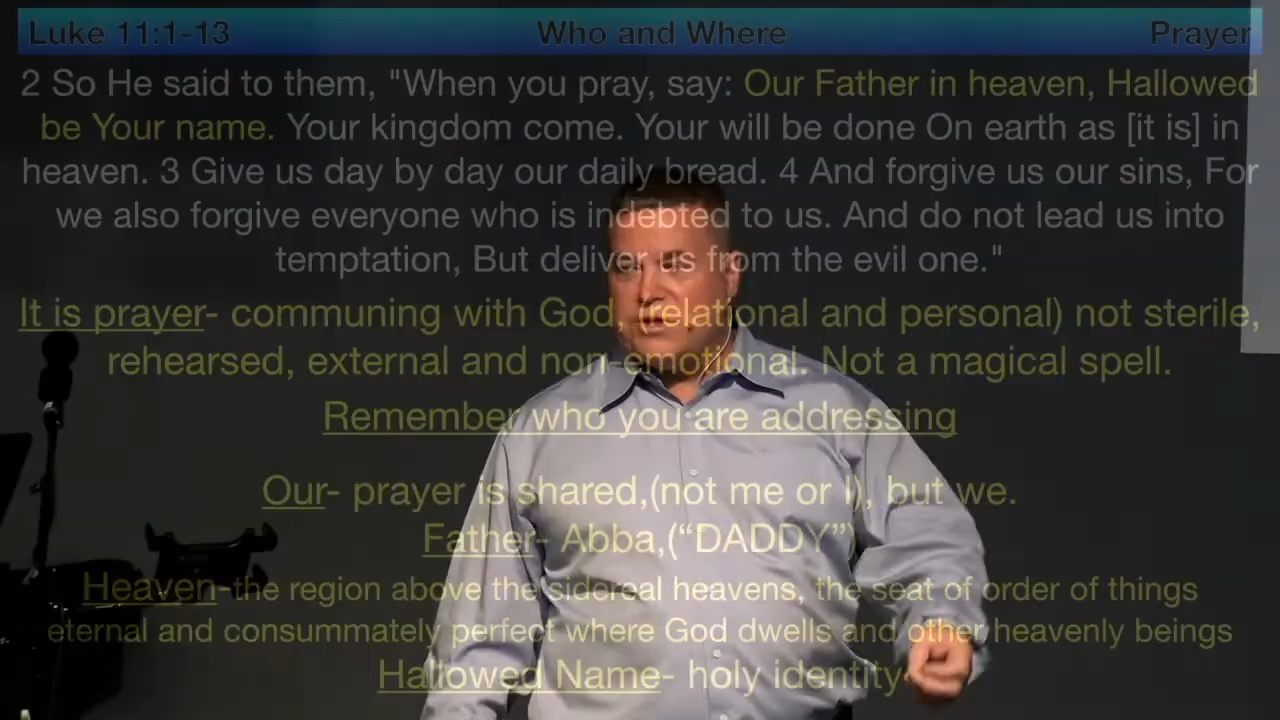 Luke 11:1-13 Who and Where Prayer
2 So He said to them, "When you pray, say: Our Father in heaven, Hallowed
be Your name. Your kingdom come. Your will be done On earth as [it is] in
heaven. 3 Give us day by day our daily bread. 4 And forgive us our sins, For
we also forgive everyone who is indebted to us. And do not lead us into
temptation, But deliver us from the evil one."
It is prayer- communing with God, relational and personal) not sterile,
rehearsed, external and non-emotional. Not a magical spell.
Remember who you are addressing
Our- prayer is shared,(not me or I), but we.
Father- Abba,(“DADDY”)
Heaven-the region above the sidereal heavens, the seat of order of things
eternal and consummately perfect where God dwells and other heavenly beings
Hallowed Name- holy identity